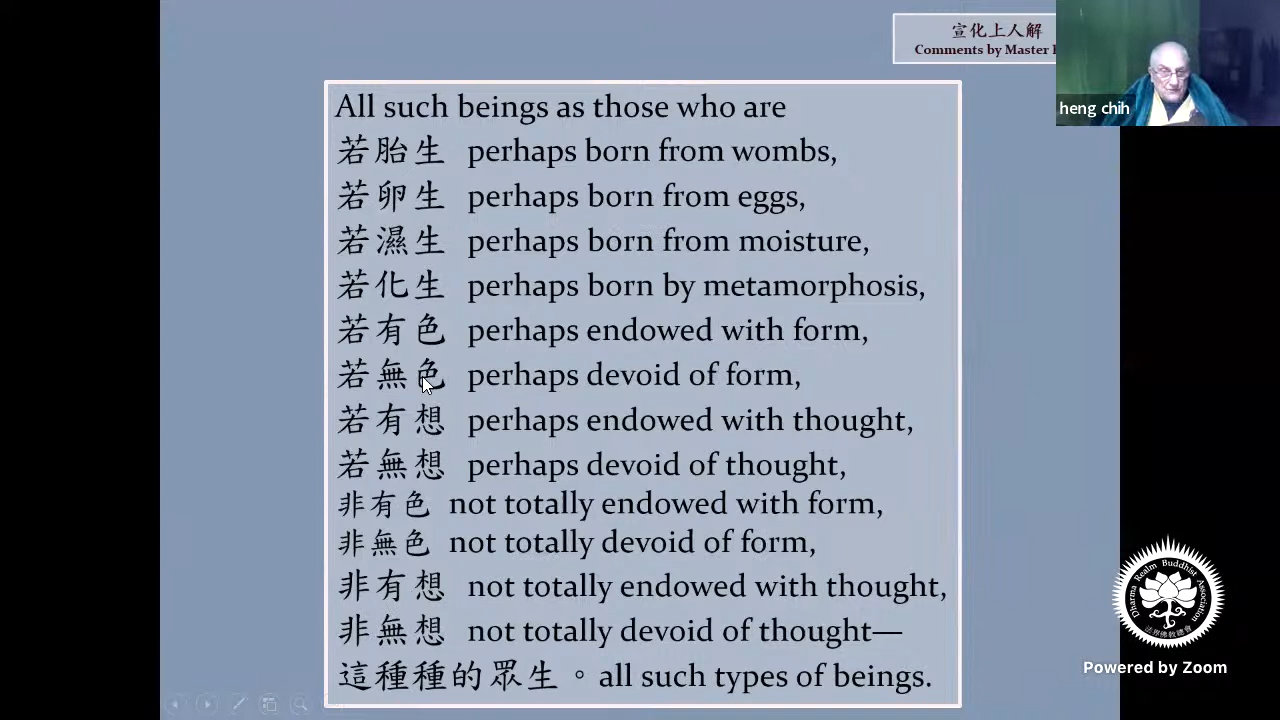 宣化上人解
Comments by Master
heng chih
All such beings as those who are
若胎生 perhaps born from wombs,
若卵生 perhaps born from eggs,
若濕生 perhaps born from moisture,
若化生 perhaps born by metamorphosis,
若有色 perhaps endowed with form,
若無色 perhaps devoid of form,
若有想 perhaps endowed with thought,
若無想 perhaps devoid of thought,
非有色 not totally endowed with form,
非無色 not totally devoid of form,
非有想 not totally endowed with thought,
非無想 not totally devoid of thought—
這種種的眾生。all such types of beings.
Dharma Realm Buddhist Association
法界佛教總會
Powered by Zoom